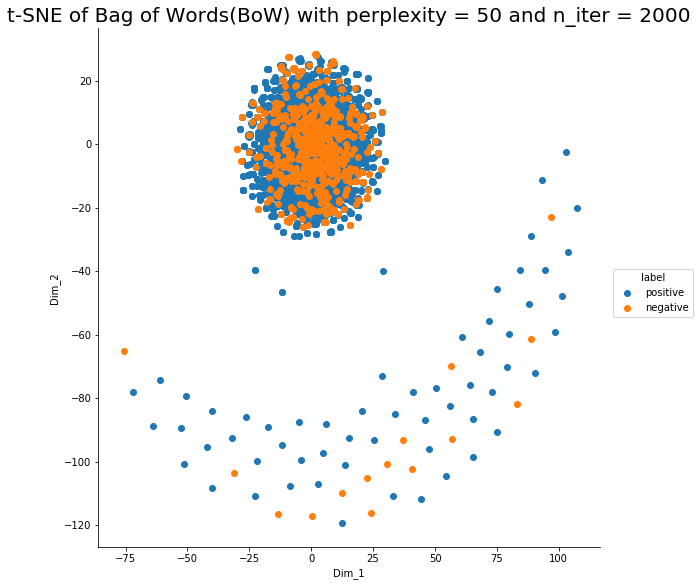 t-SNE of Bag of Words(BoW) with perplexity = 50 and n_iter = 2000
20
0
−20
−40
−60
−80
−100
−120
Dim_2
−75
−50
−25
0
25
50
75
100
Dim_1
label
positive
negative